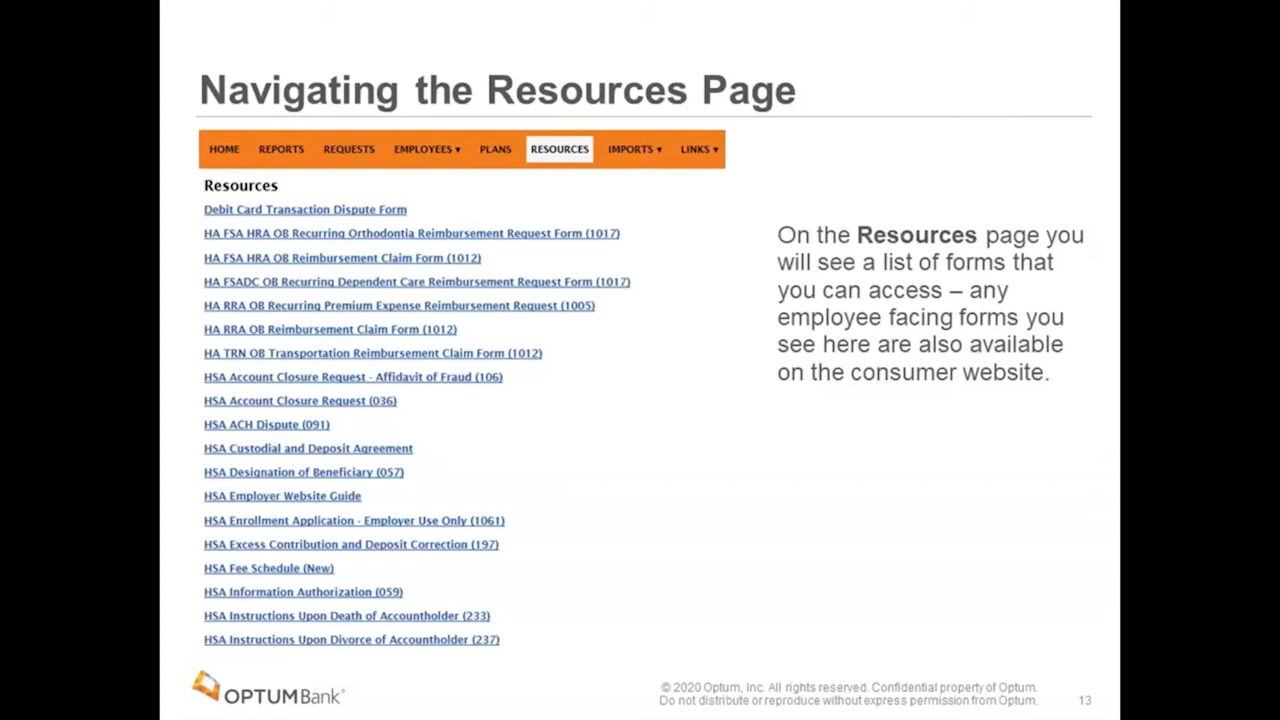 Navigating the Resources Page
HOME REPORTS REQUESTS EMPLOYEES ▾ PLANS RESOURCES IMPORTS ▾ LINKS ▾
Resources
Debit Card Transaction Dispute Form
HA FSA HRA OB Recurring Orthodontia Reimbursement Request Form (1017)
HA FSA HRA OB Reimbursement Claim Form (1012)
HA FSADC OB Recurring Dependent Care Reimbursement Request Form (1017)
HA RRA OB Recurring Premium Expense Reimbursement Request (1005)
HA RRA OB Reimbursement Claim Form (1012)
HA TRN OB Transportation Reimbursement Claim Form (1012)
HSA Account Closure Request - Affidavit of Fraud (106)
HSA Account Closure Request (036)
HSA ACH Dispute (091)
HSA Custodial and Deposit Agreement
HSA Designation of Beneficiary (057)
HSA Employer Website Guide
HSA Enrollment Application - Employer Use Only (1061)
HSA Excess Contribution and Deposit Correction (197)
HSA Fee Schedule (New)
HSA Information Authorization (059)
HSA Instructions Upon Death of Accountholder (233)
HSA Instructions Upon Divorce of Accountholder (237)
On the Resources page you
will see a list of forms that
you can access – any
employee facing forms you
see here are also available
on the consumer website.
OPTUMBank®
© 2020 Optum, Inc. All rights reserved. Confidential property of Optum.
Do not distribute or reproduce without express permission from Optum.
13